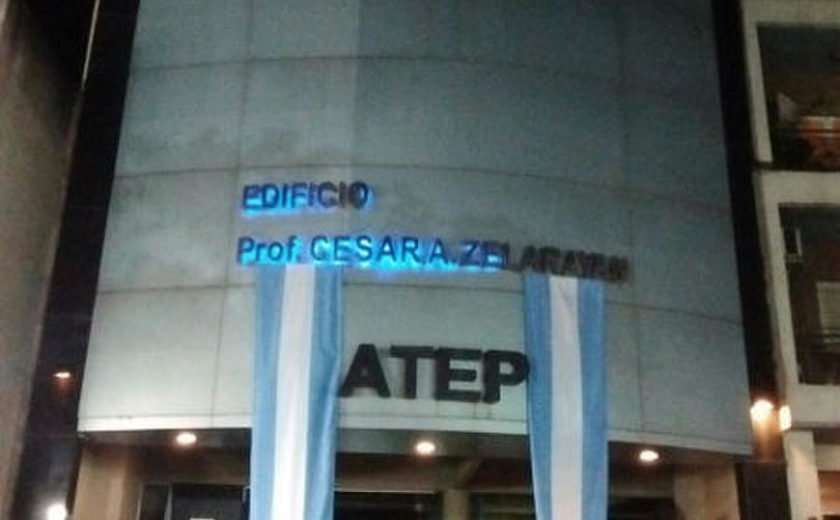 EDIFICIO
Prof. CESAR A. ZELARAYAN
ATEP